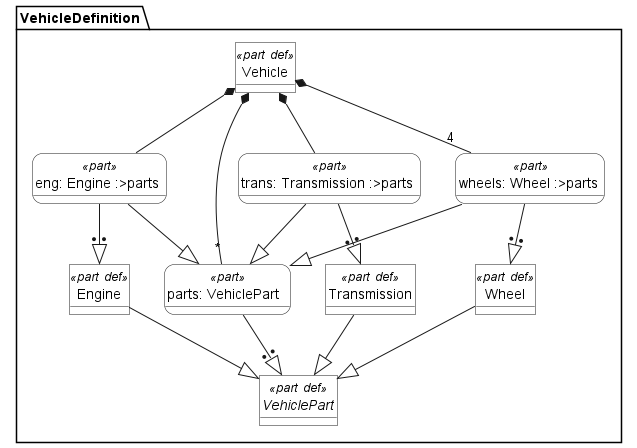 VehicleDefinition
«part def»
Vehicle
4
«part»
eng: Engine :>parts
«part»
trans: Transmission :>parts
«part»
wheels: Wheel :>parts
*
«part def»
Engine
«part»
parts: VehiclePart
«part def»
Transmission
«part def»
Wheel
«part def»
VehiclePart